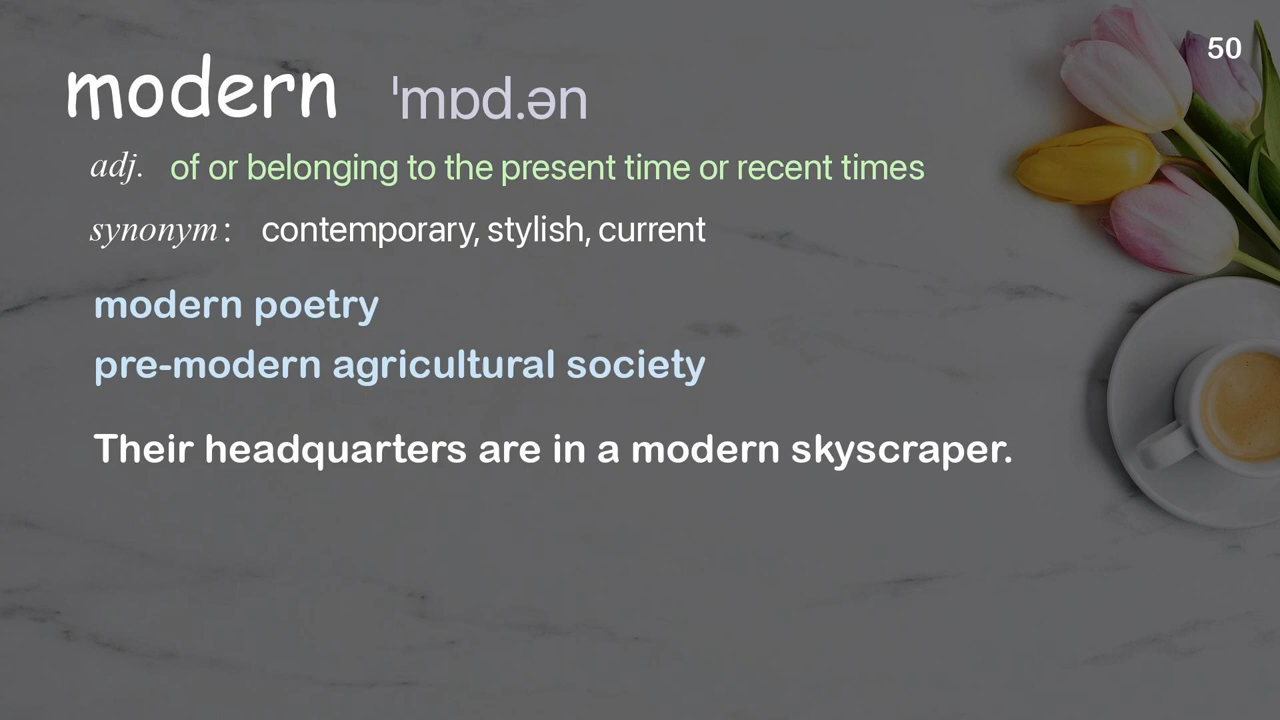 50
modern ˈmɒd.ən
adj. of or belonging to the present time or recent times
synonym: contemporary, stylish, current
modern poetry
pre-modern agricultural society
Their headquarters are in a modern skyscraper.